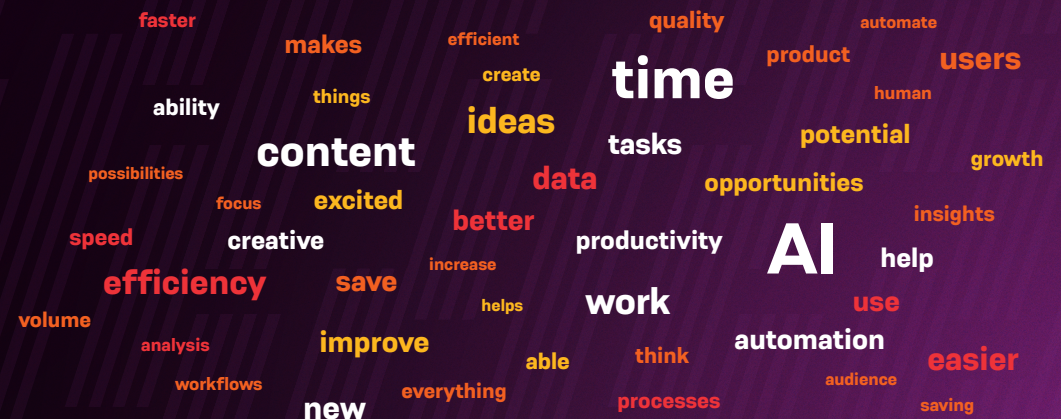 faster
quality
automate
makes
efficient
product
users
create
time
things
human
ability
ideas
potential
content
tasks
growth
possibilities
data
opportunities
focus
excited
better
insights
speed
creative
productivity
AI
help
increase
efficiency
save
helps
work
use
volume
analysis
improve
automation
able
think
easier
workflows
everything
audience
new
processes
saving